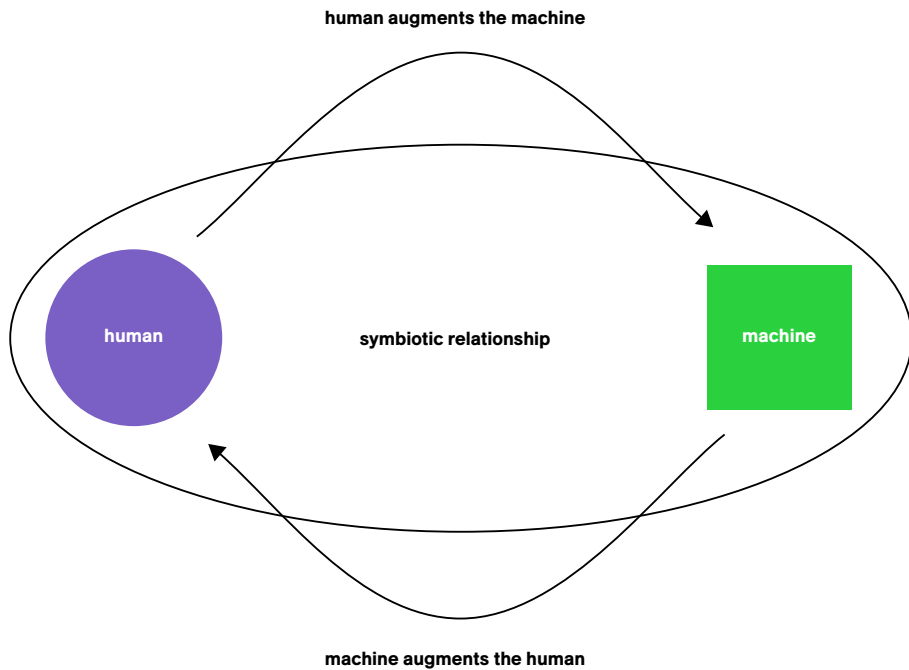 human augments the machine
human
symbiotic relationship
machine
machine augments the human